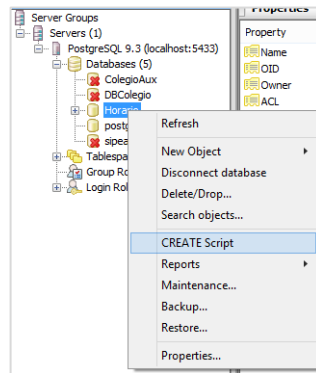 Server Groups
Servers (1)
PostgreSQL 9.3 (localhost:5433)
Databases (5)
ColegioAux
DBColegio
Horario
postg
sipea
Tablespa
Group Ro
Login Rol
Properties
Property
Name
OID
Owner
ACL
Refresh
New Object
Disconnect database
Delete/Drop...
Search objects...
CREATE Script
Reports
Maintenance...
Backup...
Restore...
Properties...